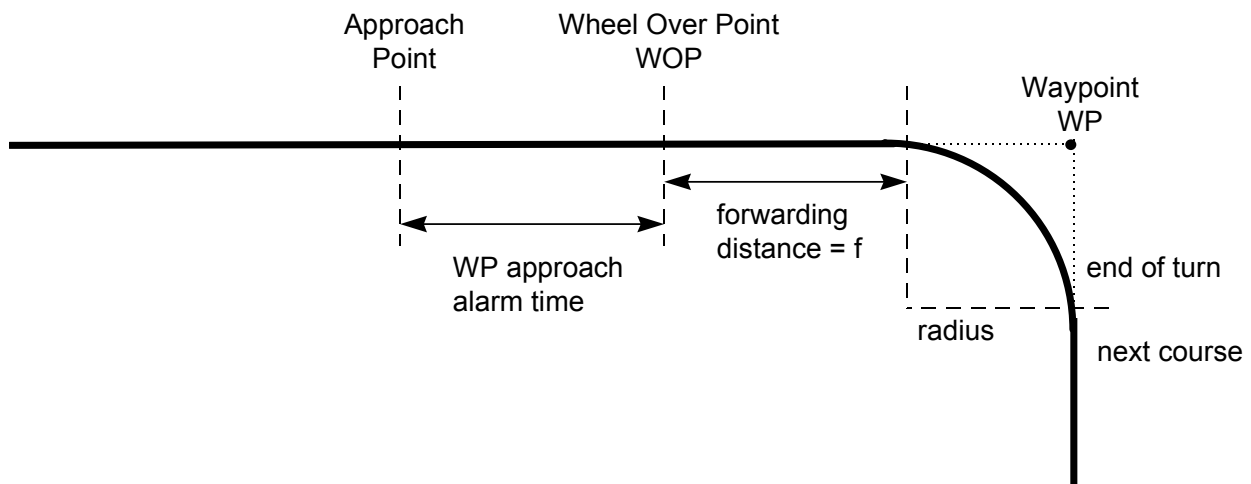 Approach
Point
Wheel Over Point
WOP
Waypoint
WP
forwarding
distance = f
WP approach
alarm time
end of turn
radius
next course